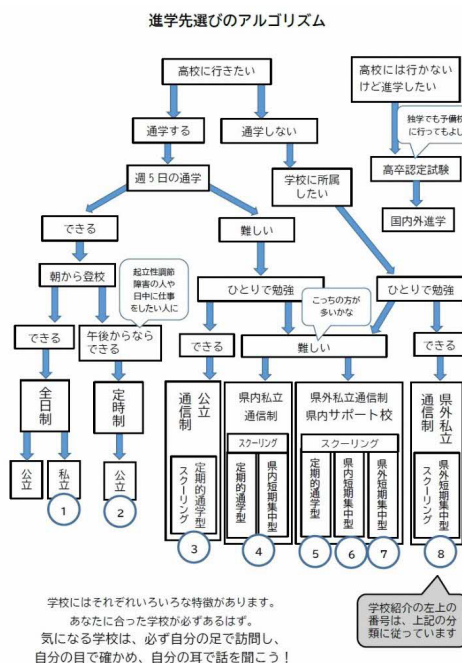 進学先選びのアルゴリズム
高校に行きたい
高校には行かない
けど進学したい
通学する
通学しない
独学でも予備校
に行ってもよし
週5日の通学
学校に所属
したい
高卒認定試験
国内外進学
できる
難しい
朝から登校
起立性調節
障害の人や
日中に仕事
をしたい人に
ひとりで勉強
こっちの方が
多いかな
ひとりで勉強
できる
午後からなら
できる
できる
難しい
できる
全日制
定時制
公立
通信制
県内私立
通信制
県外私立通信制
県内サポート校
県外私立
通信制
スクーリング
スクーリング
公立
私立
公立
定期的通学型
スクーリング
定期的通学型
県内短期集中型
定期的通学型
県内短期集中型
県外短期集中型
県外短期集中型
スクーリング
1
2
3
4
5
6
7
8
学校にはそれぞれいろいろな特徴があります。
あなたに合った学校が必ずあるはず。
気になる学校は、必ず自分の足で訪問し、
自分の目で確かめ、自分の耳で話を聞こう！
学校紹介の左上の
番号は、上記の分
類に従っています